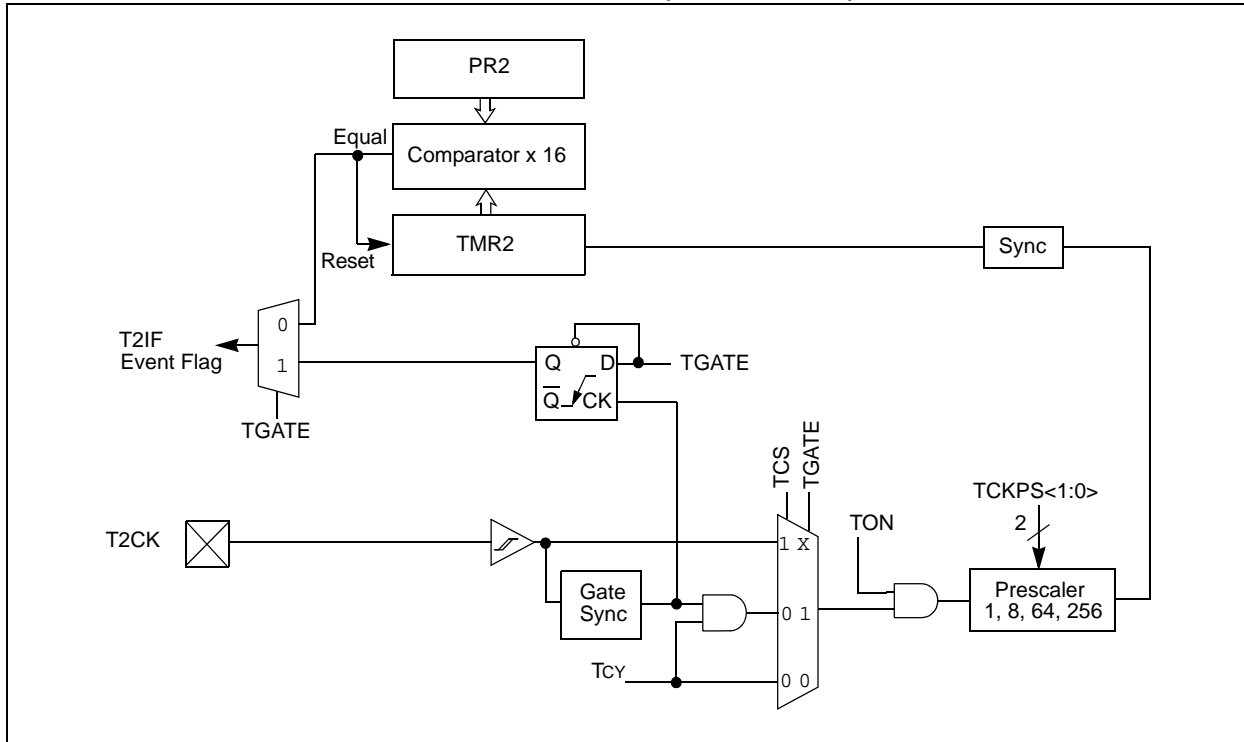 PR2
Equal
Comparator x 16
TMR2
Reset
Sync
0
T2IF
Event Flag
1
TGATE
Q
D
TGATE
Q̅
CK
TCS
TGATE
TCKPS<1:0>
2
TON
T2CK
1 X
Gate
Sync
0 1
Prescaler
1, 8, 64, 256
TCY
0 0